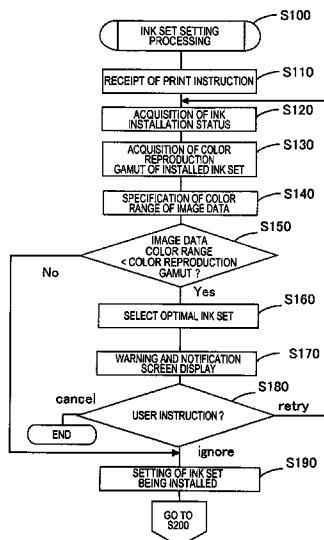 S100
INK SET SETTING
PROCESSING
S110
RECEIPT OF PRINT INSTRUCTION
S120
ACQUISITION OF INK
INSTALLATION STATUS
S130
ACQUISITION OF COLOR
REPRODUCTION
GAMUT OF INSTALLED INK SET
S140
SPECIFICATION OF COLOR
RANGE OF IMAGE DATA
S150
IMAGE DATA
COLOR RANGE
< COLOR REPRODUCTION
GAMUT ?
No
Yes
S160
SELECT OPTIMAL INK SET
S170
WARNING AND NOTIFICATION
SCREEN DISPLAY
S180
cancel
USER INSTRUCTION ?
retry
END
ignore
S190
SETTING OF INK SET
BEING INSTALLED
GO TO
S200